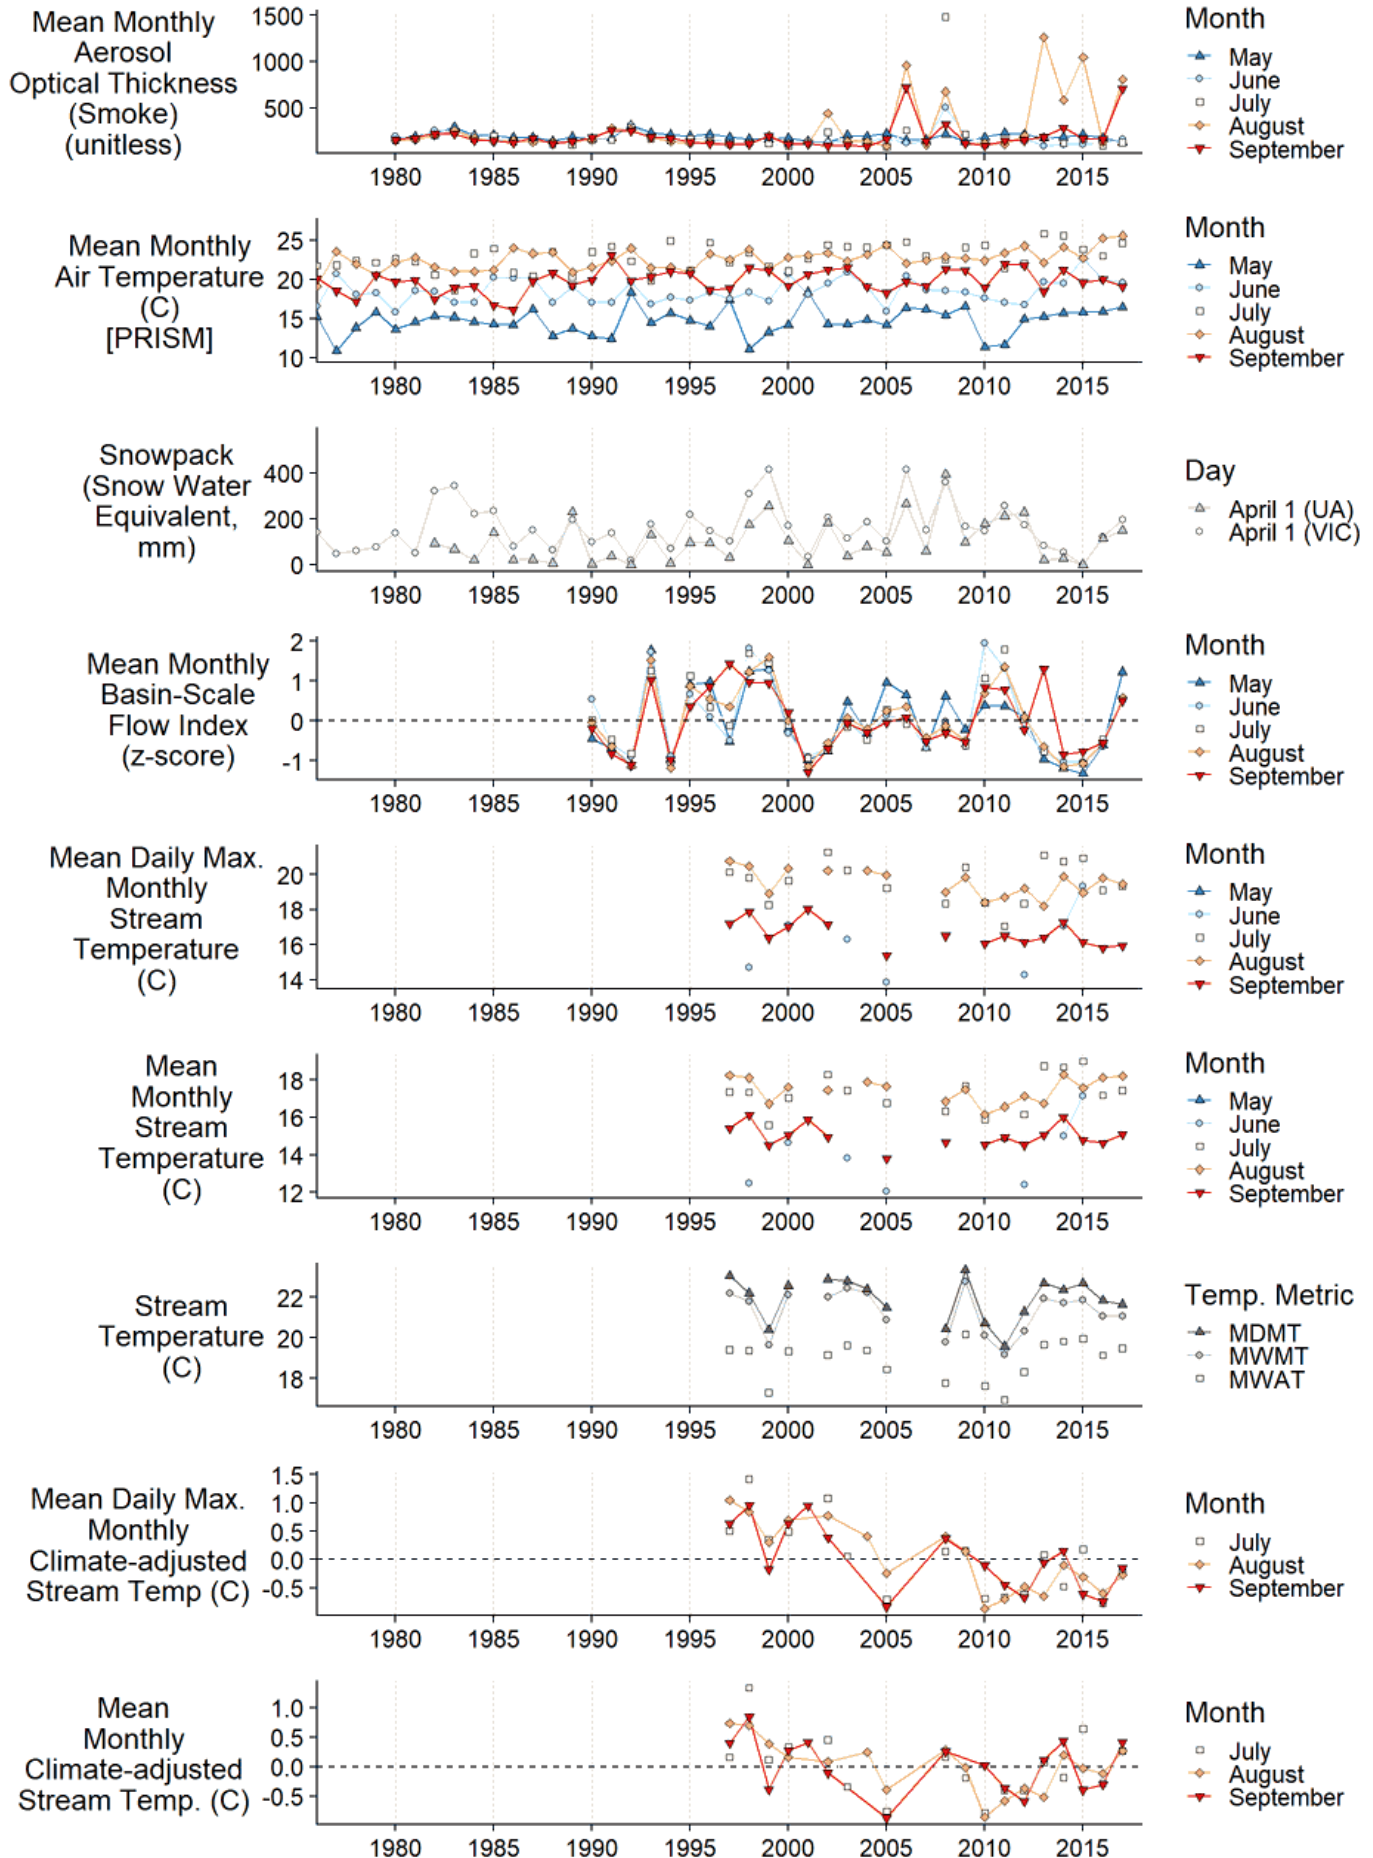 Mean Monthly
Aerosol
Optical Thickness
(Smoke)
(unitless)
1500
1000
500
1980 1985 1990 1995 2000 2005 2010 2015
Month
May
June
July
August
September
Mean Monthly
Air Temperature
(C)
[PRISM]
25
20
15
10
1980 1985 1990 1995 2000 2005 2010 2015
Month
May
June
July
August
September
Snowpack
(Snow Water
Equivalent,
mm)
400
200
0
1980 1985 1990 1995 2000 2005 2010 2015
Day
April 1 (UA)
April 1 (VIC)
Mean Monthly
Basin-Scale
Flow Index
(z-score)
2
1
0
-1
1980 1985 1990 1995 2000 2005 2010 2015
Month
May
June
July
August
September
Mean Daily Max.
Monthly
Stream
Temperature
(C)
20
18
16
14
1980 1985 1990 1995 2000 2005 2010 2015
Month
May
June
July
August
September
Mean
Monthly
Stream
Temperature
(C)
18
16
14
12
1980 1985 1990 1995 2000 2005 2010 2015
Month
May
June
July
August
September
Stream
Temperature
(C)
22
20
18
1980 1985 1990 1995 2000 2005 2010 2015
Temp. Metric
MDMT
MWMT
MWAT
Mean Daily Max.
Monthly
Climate-adjusted
Stream Temp (C)
1.5
1.0
0.5
0.0
-0.5
1980 1985 1990 1995 2000 2005 2010 2015
Month
July
August
September
Mean
Monthly
Climate-adjusted
Stream Temp. (C)
1.0
0.5
0.0
-0.5
1980 1985 1990 1995 2000 2005 2010 2015
Month
July
August
September